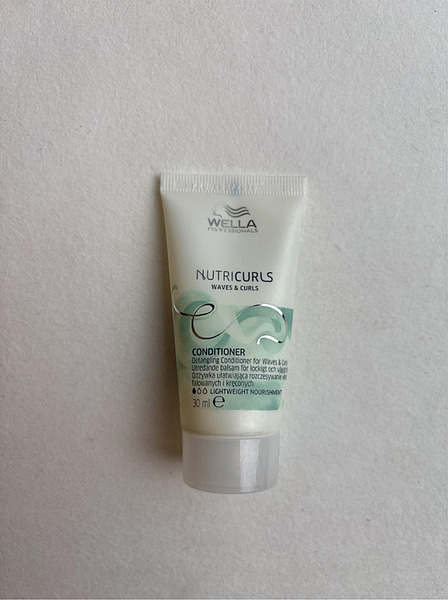 WELLA
PROFESSIONALS
NUTRICURLS
WAVES & CURLS
CONDITIONER
Detangling Conditioner for Waves & Curls
Utredande balsam för lockigt och vågigt
Odżywka ułatwiająca rozczesywanie
falowanych i kręconych
LIGHTWEIGHT NOURISHMENT
30 ml ℮